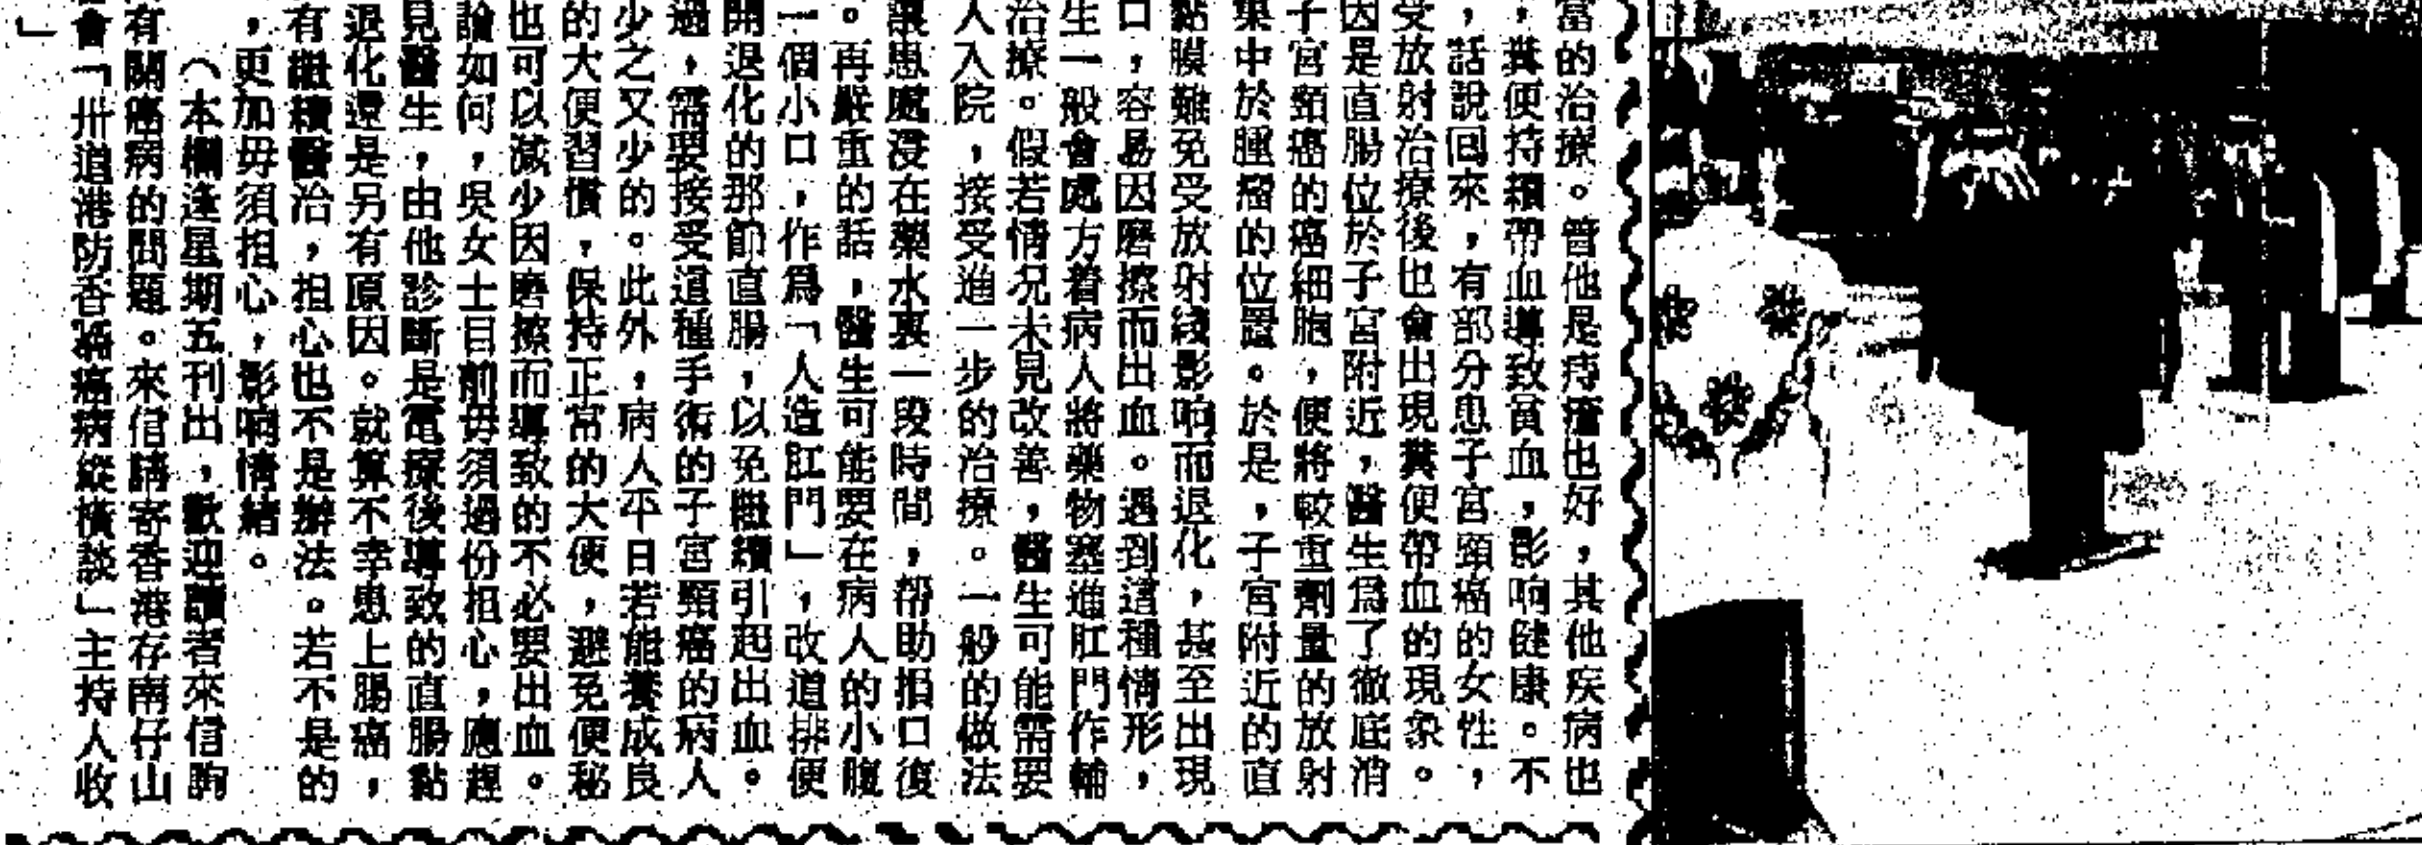 當的治療。管他是痔瘡也好，其他疾病也
，糞便持續帶血導致貧血，影响健康。不
，話說回來，有部分患子宮頸癌的女性，
受放射治療後也會出現糞便帶血的現象。
因是直腸位於子宮附近，醫生爲了徹底消
子宮頸癌的癌細胞，便將較重劑量的放射
集中於腫瘤的位置。於是，子宮附近的直
黏膜難免受放射綫影响而退化，甚至出現
口，容易因磨擦而出血。遇到這種情形，
生一般會處方着病人將藥物塞進肛門作輔
治療。假若情況未見改善，醫生可能需要
人入院，接受進一步的治療。一般的做法
讓患處浸在藥水裏一段時間，帮助損口復
。再嚴重的話，醫生可能要在病人的小腹
一個小口，作爲「人造肛門」，改道排便
開退化的那節直腸，以免繼續引起出血。
過，需要接受這種手術的子宮頸癌的病人
少之又少的。此外，病人平日若能養成良
的大便習慣，保持正常的大便，避免便秘
也可以減少因磨擦而導致的不必要出血。
論如何，吳女士目前毋須過份担心，應趕
見醫生，由他診斷是電療後導致的直腸黏
退化還是另有原因。就算不幸患上腸癌，
有繼續醫治，担心也不是辦法。若不是的
，更加毋須担心，影响情緒。
（本欄逢星期五刊出，歡迎讀者來信詢
有關癌病的問題。來信請寄香港存南仔山
會「卅道港防香 癌病縱橫談」主持人收
」